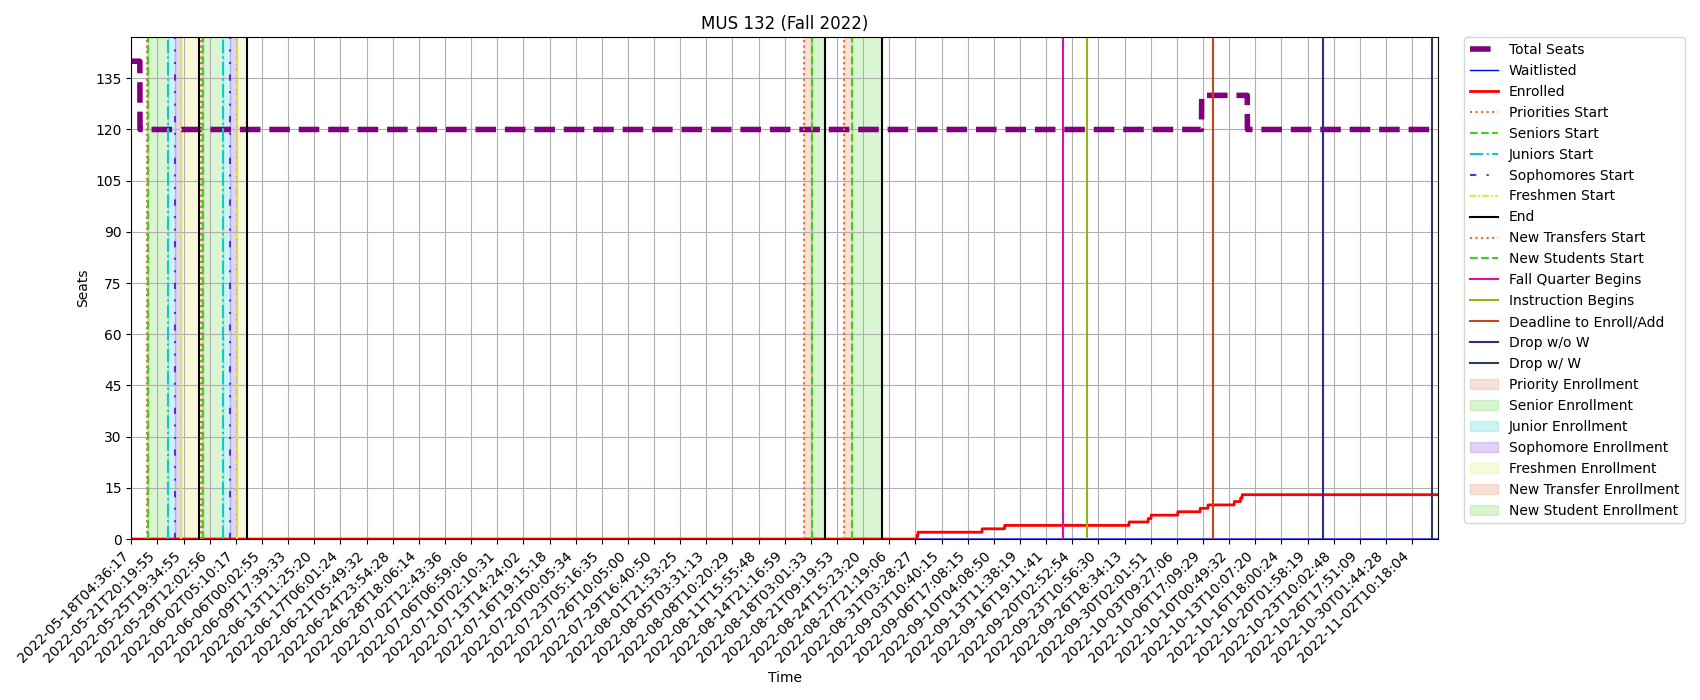 MUS 132 (Fall 2022)
Seats
135
120
105
90
75
60
45
30
15
0
2022-05-18T04:36:17
2022-05-21T20:19:55
2022-05-25T19:34:55
2022-05-29T12:02:56
2022-06-02T05:10:17
2022-06-06T00:02:55
2022-06-09T17:39:33
2022-06-13T11:25:20
2022-06-17T06:01:24
2022-06-21T05:49:32
2022-06-24T23:54:28
2022-06-28T18:06:14
2022-07-02T12:43:36
2022-07-06T06:59:06
2022-07-10T02:10:31
2022-07-13T14:24:02
2022-07-16T19:15:18
2022-07-20T00:05:34
2022-07-23T05:16:35
2022-07-26T10:05:00
2022-07-29T16:40:50
2022-08-01T21:53:25
2022-08-05T03:31:13
2022-08-08T10:20:29
2022-08-11T15:55:48
2022-08-14T21:16:59
2022-08-18T03:01:33
2022-08-21T09:19:53
2022-08-24T15:23:20
2022-08-27T21:19:06
2022-08-31T03:28:27
2022-09-03T10:40:15
2022-09-06T17:08:15
2022-09-10T04:08:50
2022-09-13T11:38:19
2022-09-16T19:11:41
2022-09-20T02:52:54
2022-09-23T10:56:30
2022-09-26T18:34:13
2022-09-30T02:01:51
2022-10-03T09:27:06
2022-10-06T17:09:29
2022-10-10T00:49:32
2022-10-13T10:07:20
2022-10-16T18:00:24
2022-10-20T01:58:19
2022-10-23T10:02:48
2022-10-26T17:51:09
2022-10-30T01:44:28
2022-11-02T10:18:04
Time
Total Seats
Waitlisted
Enrolled
Priorities Start
Seniors Start
Juniors Start
Sophomores Start
Freshmen Start
End
New Transfers Start
New Students Start
Fall Quarter Begins
Instruction Begins
Deadline to Enroll/Add
Drop w/o W
Drop w/ W
Priority Enrollment
Senior Enrollment
Junior Enrollment
Sophomore Enrollment
Freshmen Enrollment
New Transfer Enrollment
New Student Enrollment